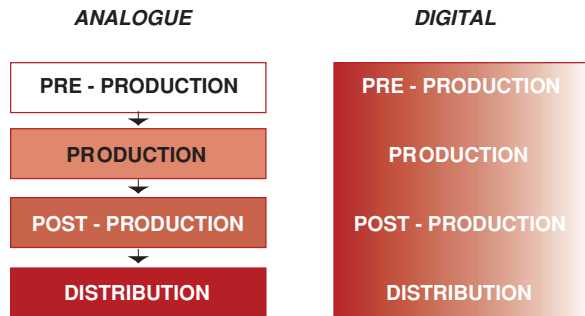 ANALOGUE
PRE - PRODUCTION
PRODUCTION
POST - PRODUCTION
DISTRIBUTION
DIGITAL
PRE - PRODUCTION
PRODUCTION
POST - PRODUCTION
DISTRIBUTION